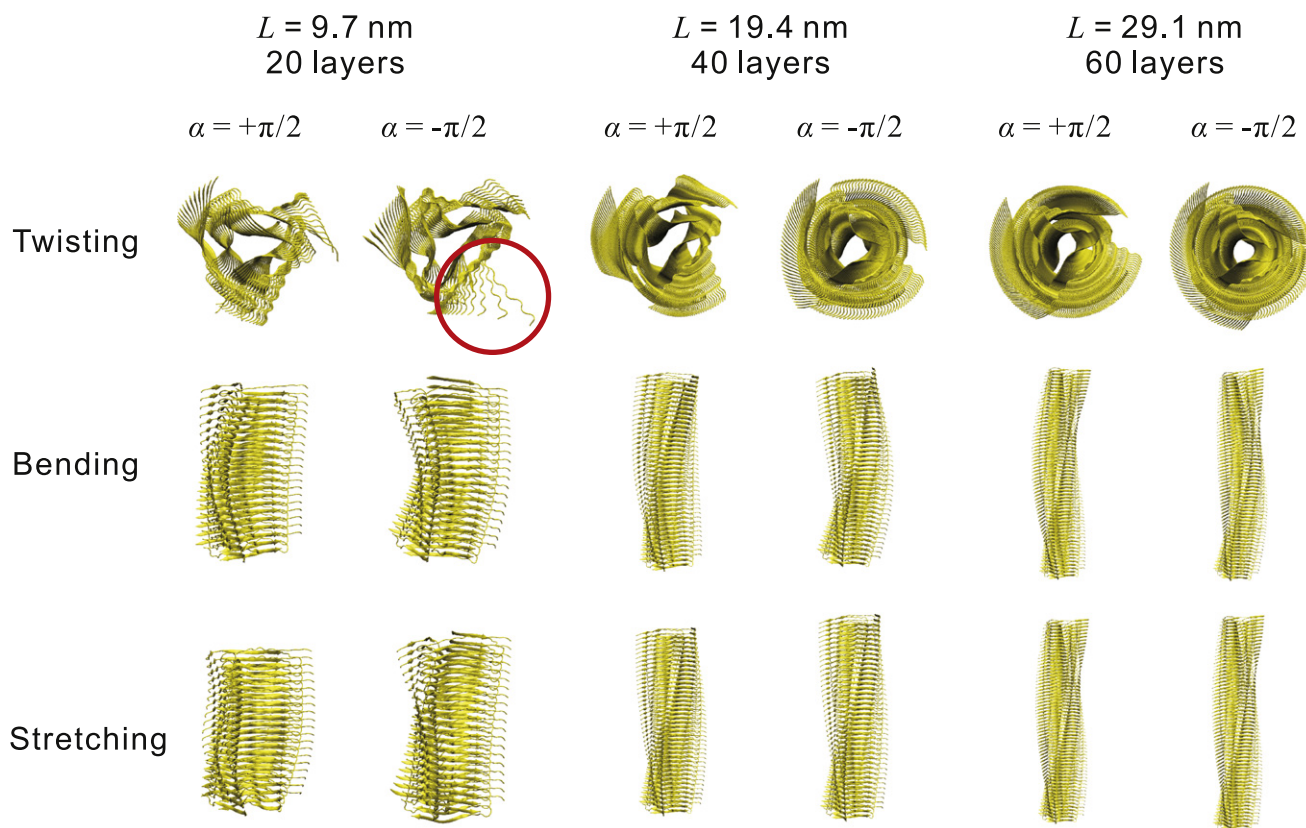 L = 9.7 nm L = 19.4 nm L = 29.1 nm
20 layers 40 layers 60 layers
α = +π/2 α = -π/2 α = +π/2 α = -π/2 α = +π/2 α = -π/2
Twisting
Bending
Stretching